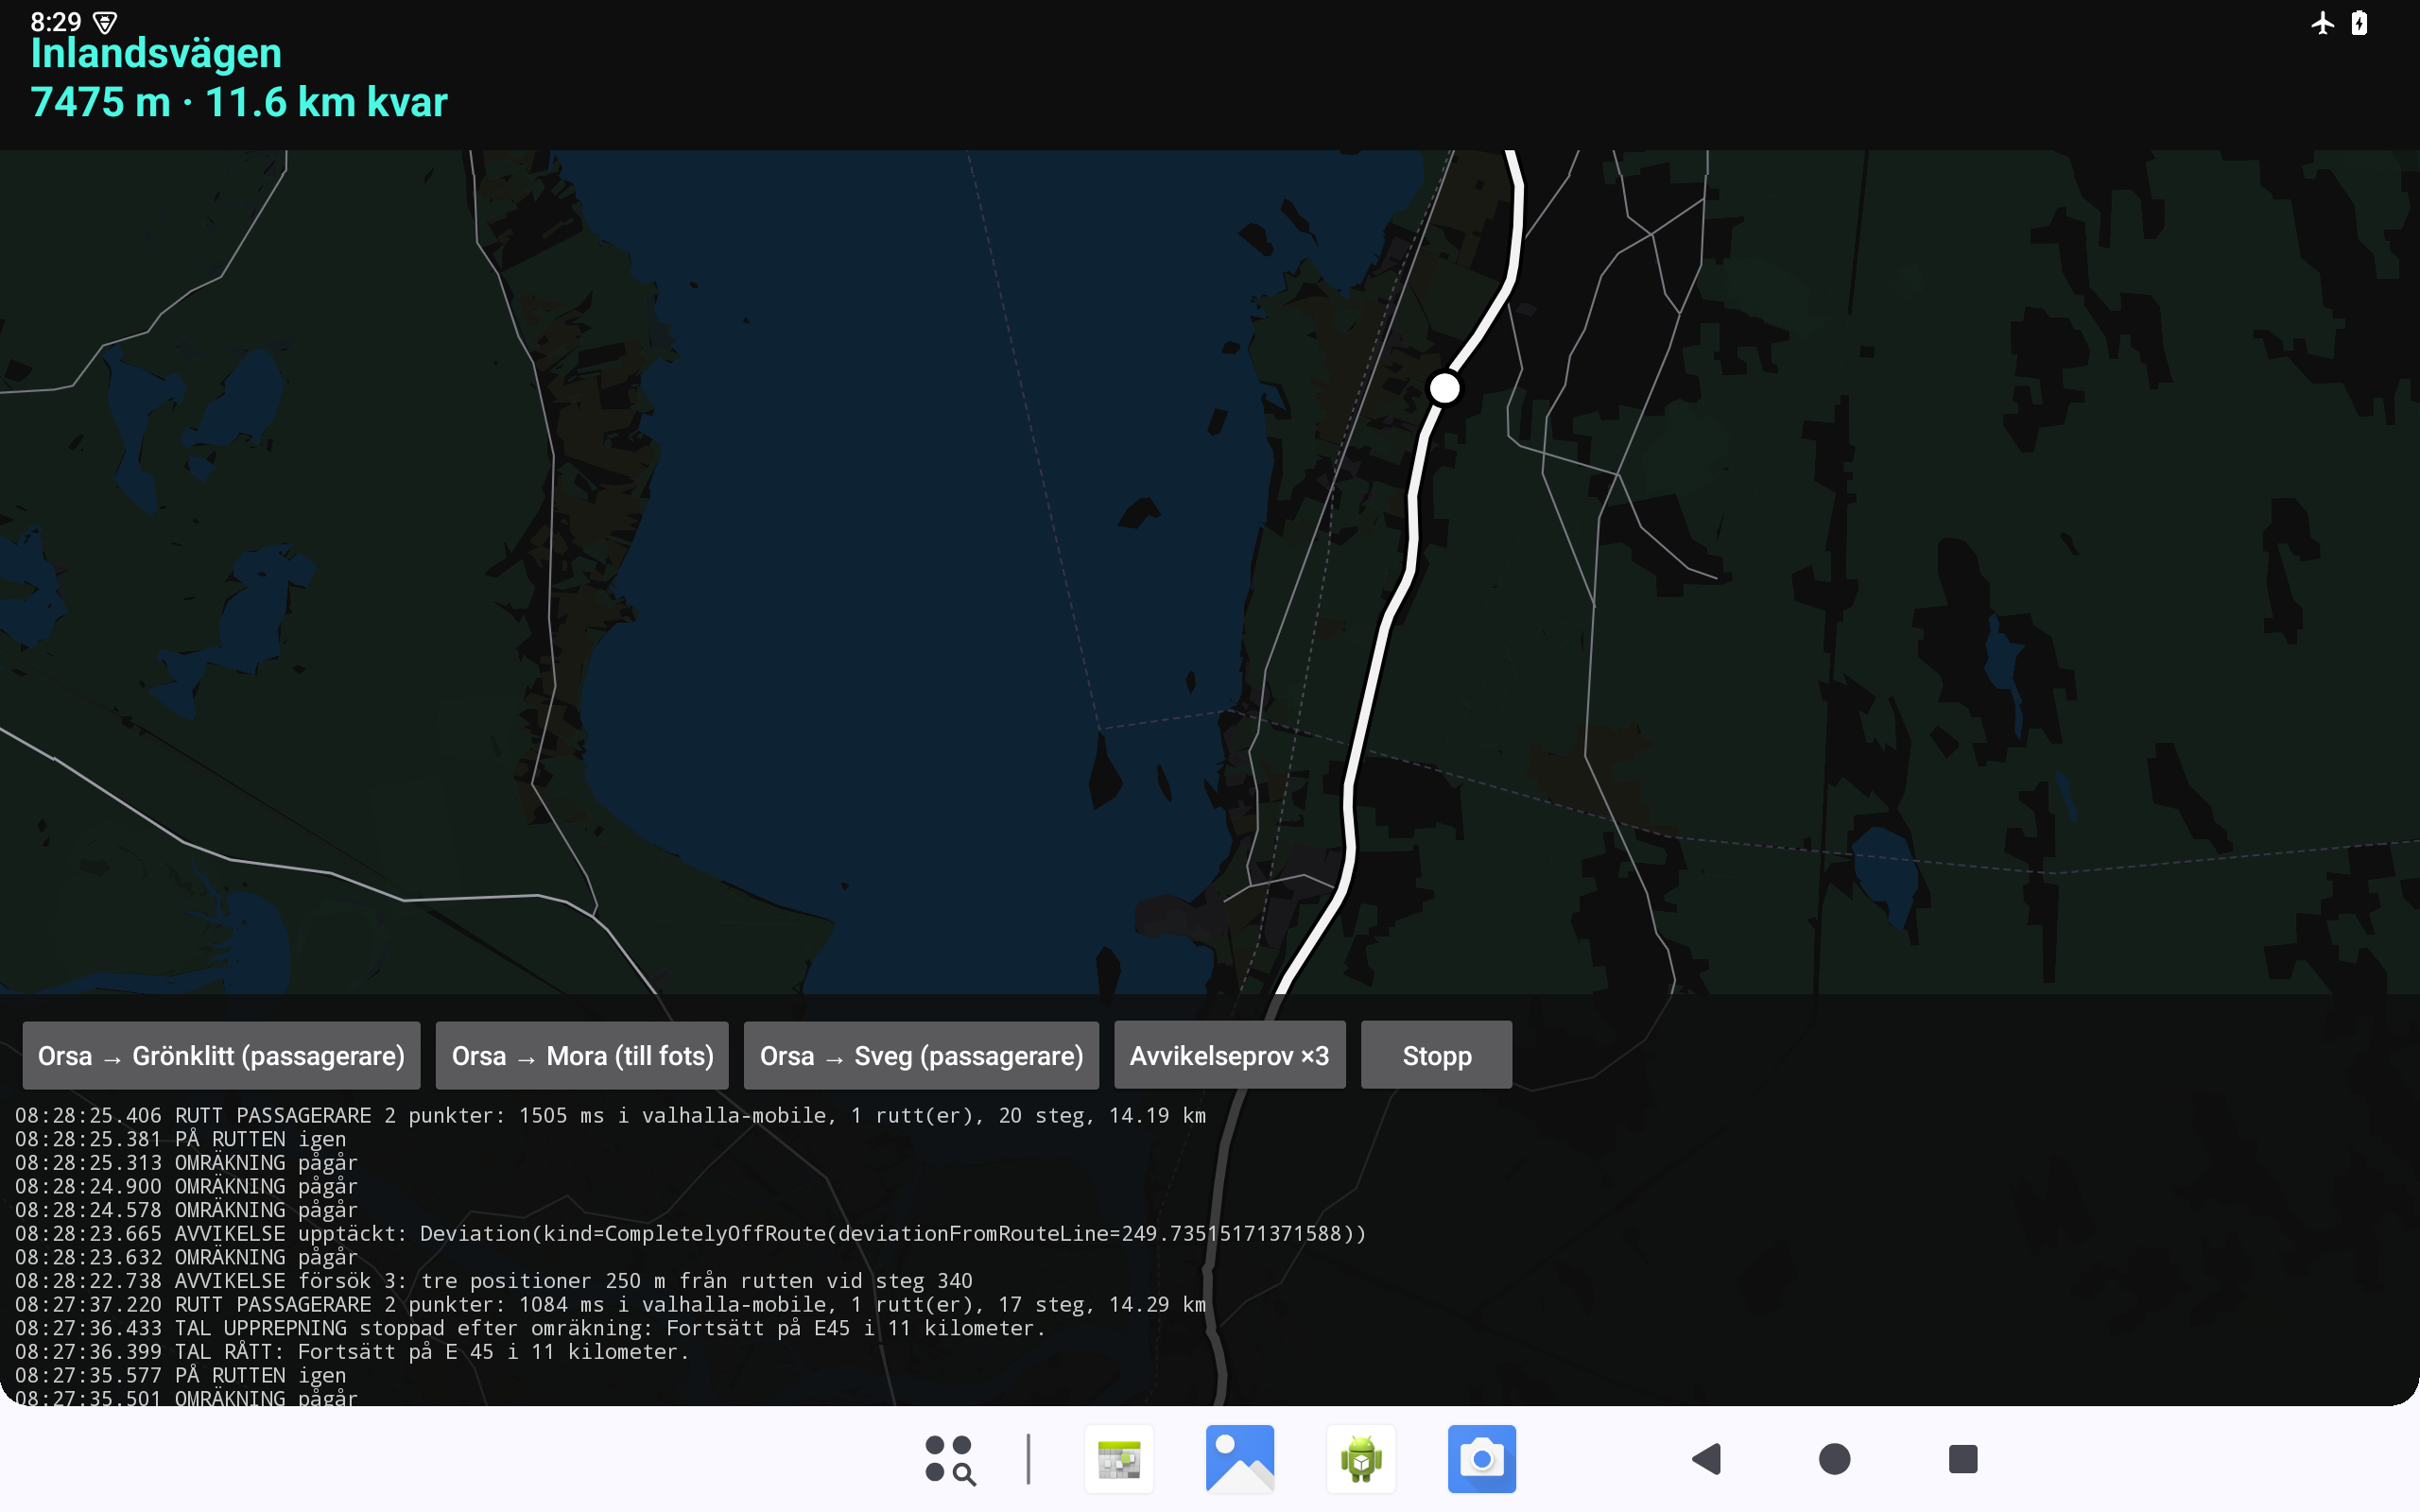 8:29
Inlandsvägen
7475 m · 11.6 km kvar
Orsa → Grönklitt (passagerare)
Orsa → Mora (till fots)
Orsa → Sveg (passagerare)
Avvikelseprov ×3
Stopp
08:28:25.406 RUTT PASSAGERARE 2 punkter: 1505 ms i valhalla-mobile, 1 rutt(er), 20 steg, 14.19 km
08:28:25.381 PÅ RUTTEN igen
08:28:25.313 OMRÄKNING pågår
08:28:24.900 OMRÄKNING pågår
08:28:24.578 OMRÄKNING pågår
08:28:23.665 AVVIKELSE upptäckt: Deviation(kind=CompletelyOffRoute(deviationFromRouteLine=249.73515171371588))
08:28:23.632 OMRÄKNING pågår
08:28:22.738 AVVIKELSE försök 3: tre positioner 250 m från rutten vid steg 340
08:27:37.220 RUTT PASSAGERARE 2 punkter: 1084 ms i valhalla-mobile, 1 rutt(er), 17 steg, 14.29 km
08:27:36.433 TAL UPPREPNING stoppad efter omräkning: Fortsätt på E45 i 11 kilometer.
08:27:36.399 TAL RÅTT: Fortsätt på E 45 i 11 kilometer.
08:27:35.577 PÅ RUTTEN igen
08:27:35.501 OMRÄKNING pågår